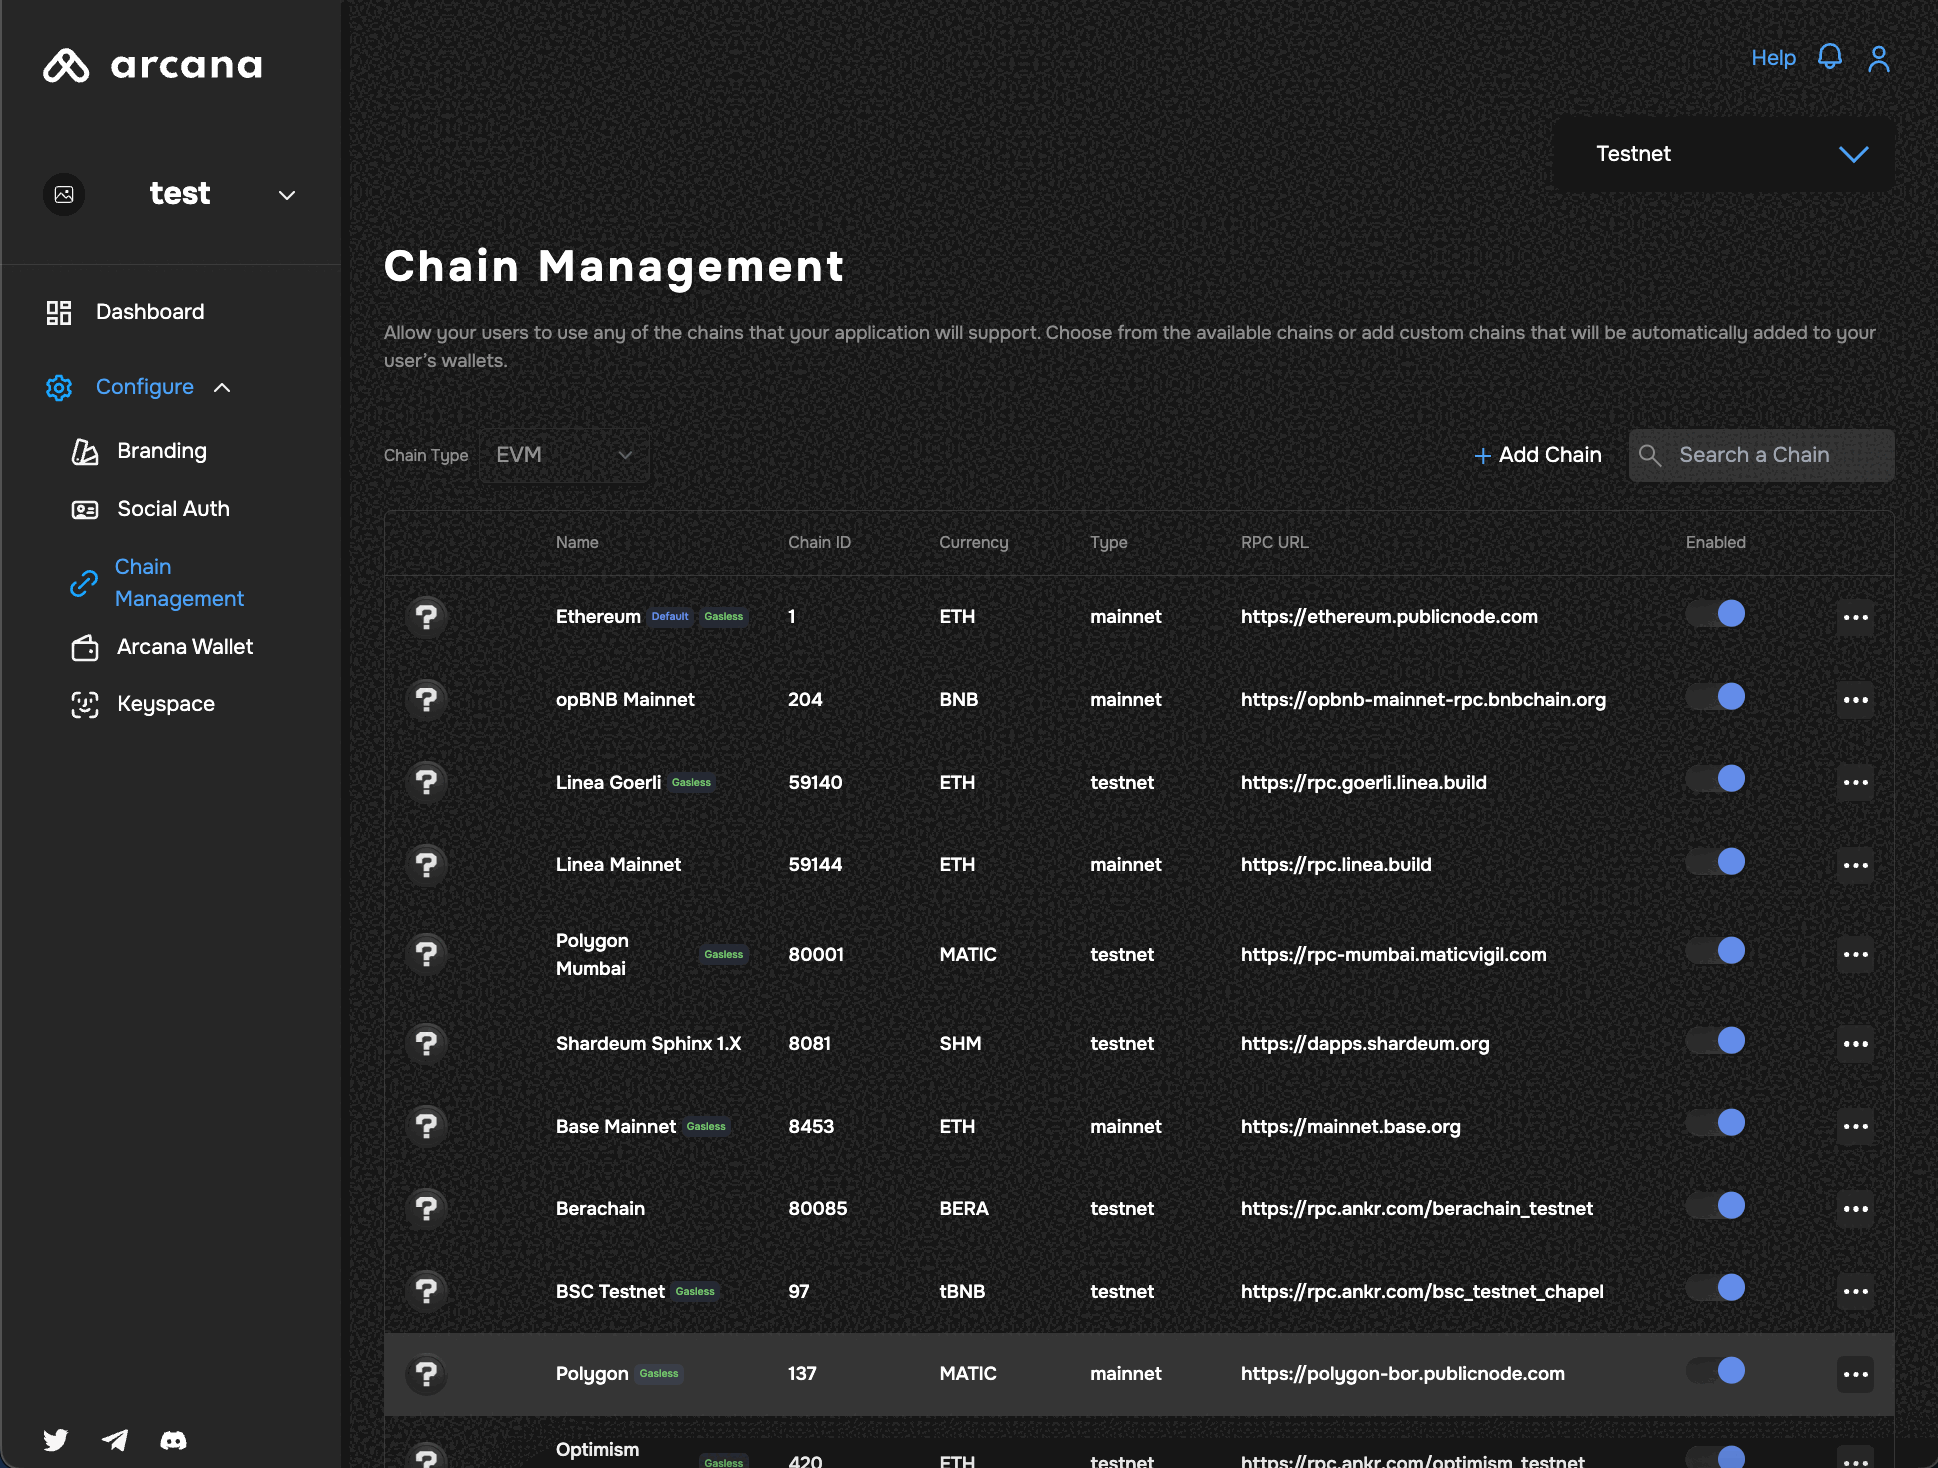 arcana
Help
Testnet
test
Chain Management
Dashboard
Allow your users to use any of the chains that your application will support. Choose from the available chains or add custom chains that will be automatically added to your
user’s wallets.
Configure
Branding
Social Auth
Chain
Management
Arcana Wallet
Keyspace
Chain Type EVM + Add Chain Search a Chain
Name Chain ID Currency Type RPC URL Enabled
Ethereum Default Gasless 1 ETH mainnet https://ethereum.publicnode.com
opBNB Mainnet 204 BNB mainnet https://opbnb-mainnet-rpc.bnbchain.org
Linea Goerli Gasless 59140 ETH testnet https://rpc.goerli.linea.build
Linea Mainnet 59144 ETH mainnet https://rpc.linea.build
Polygon
Mumbai Gasless 80001 MATIC testnet https://rpc-mumbai.maticvigil.com
Shardeum Sphinx 1.X 8081 SHM testnet https://dapps.shardeum.org
Base Mainnet Gasless 8453 ETH mainnet https://mainnet.base.org
Berachain 80085 BERA testnet https://rpc.ankr.com/berachain_testnet
BSC Testnet Gasless 97 tBNB testnet https://rpc.ankr.com/bsc_testnet_chapel
Polygon Gasless 137 MATIC mainnet https://polygon-bor.publicnode.com
Optimism
Gasless 420 ETH testnet https://rpc.ankr.com/optimism_testnet